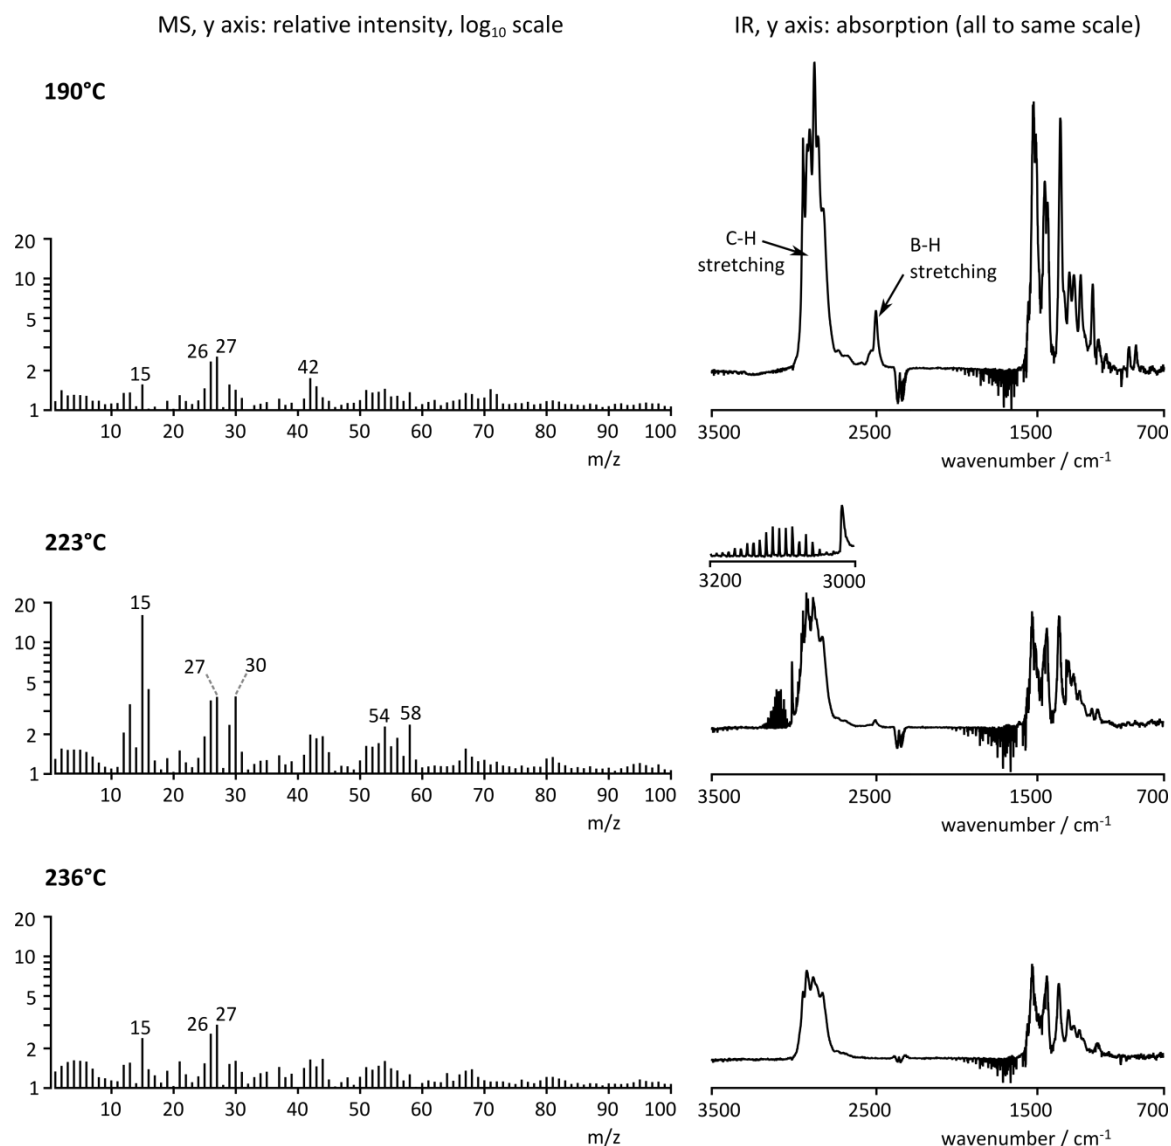 MS, y axis: relative intensity, log₁₀ scale
IR, y axis: absorption (all to same scale)
190°C
C-H
stretching
B-H
stretching
20
10
5
2
1
15
26
27
42
10 20 30 40 50 60 70 80 90 100
m/z
3500 2500 1500 700
wavenumber / cm⁻¹
223°C
3200 3000
20
10
5
2
1
15
27
30
54
58
10 20 30 40 50 60 70 80 90 100
m/z
3500 2500 1500 700
wavenumber / cm⁻¹
236°C
20
10
5
2
1
15
26
27
10 20 30 40 50 60 70 80 90 100
m/z
3500 2500 1500 700
wavenumber / cm⁻¹